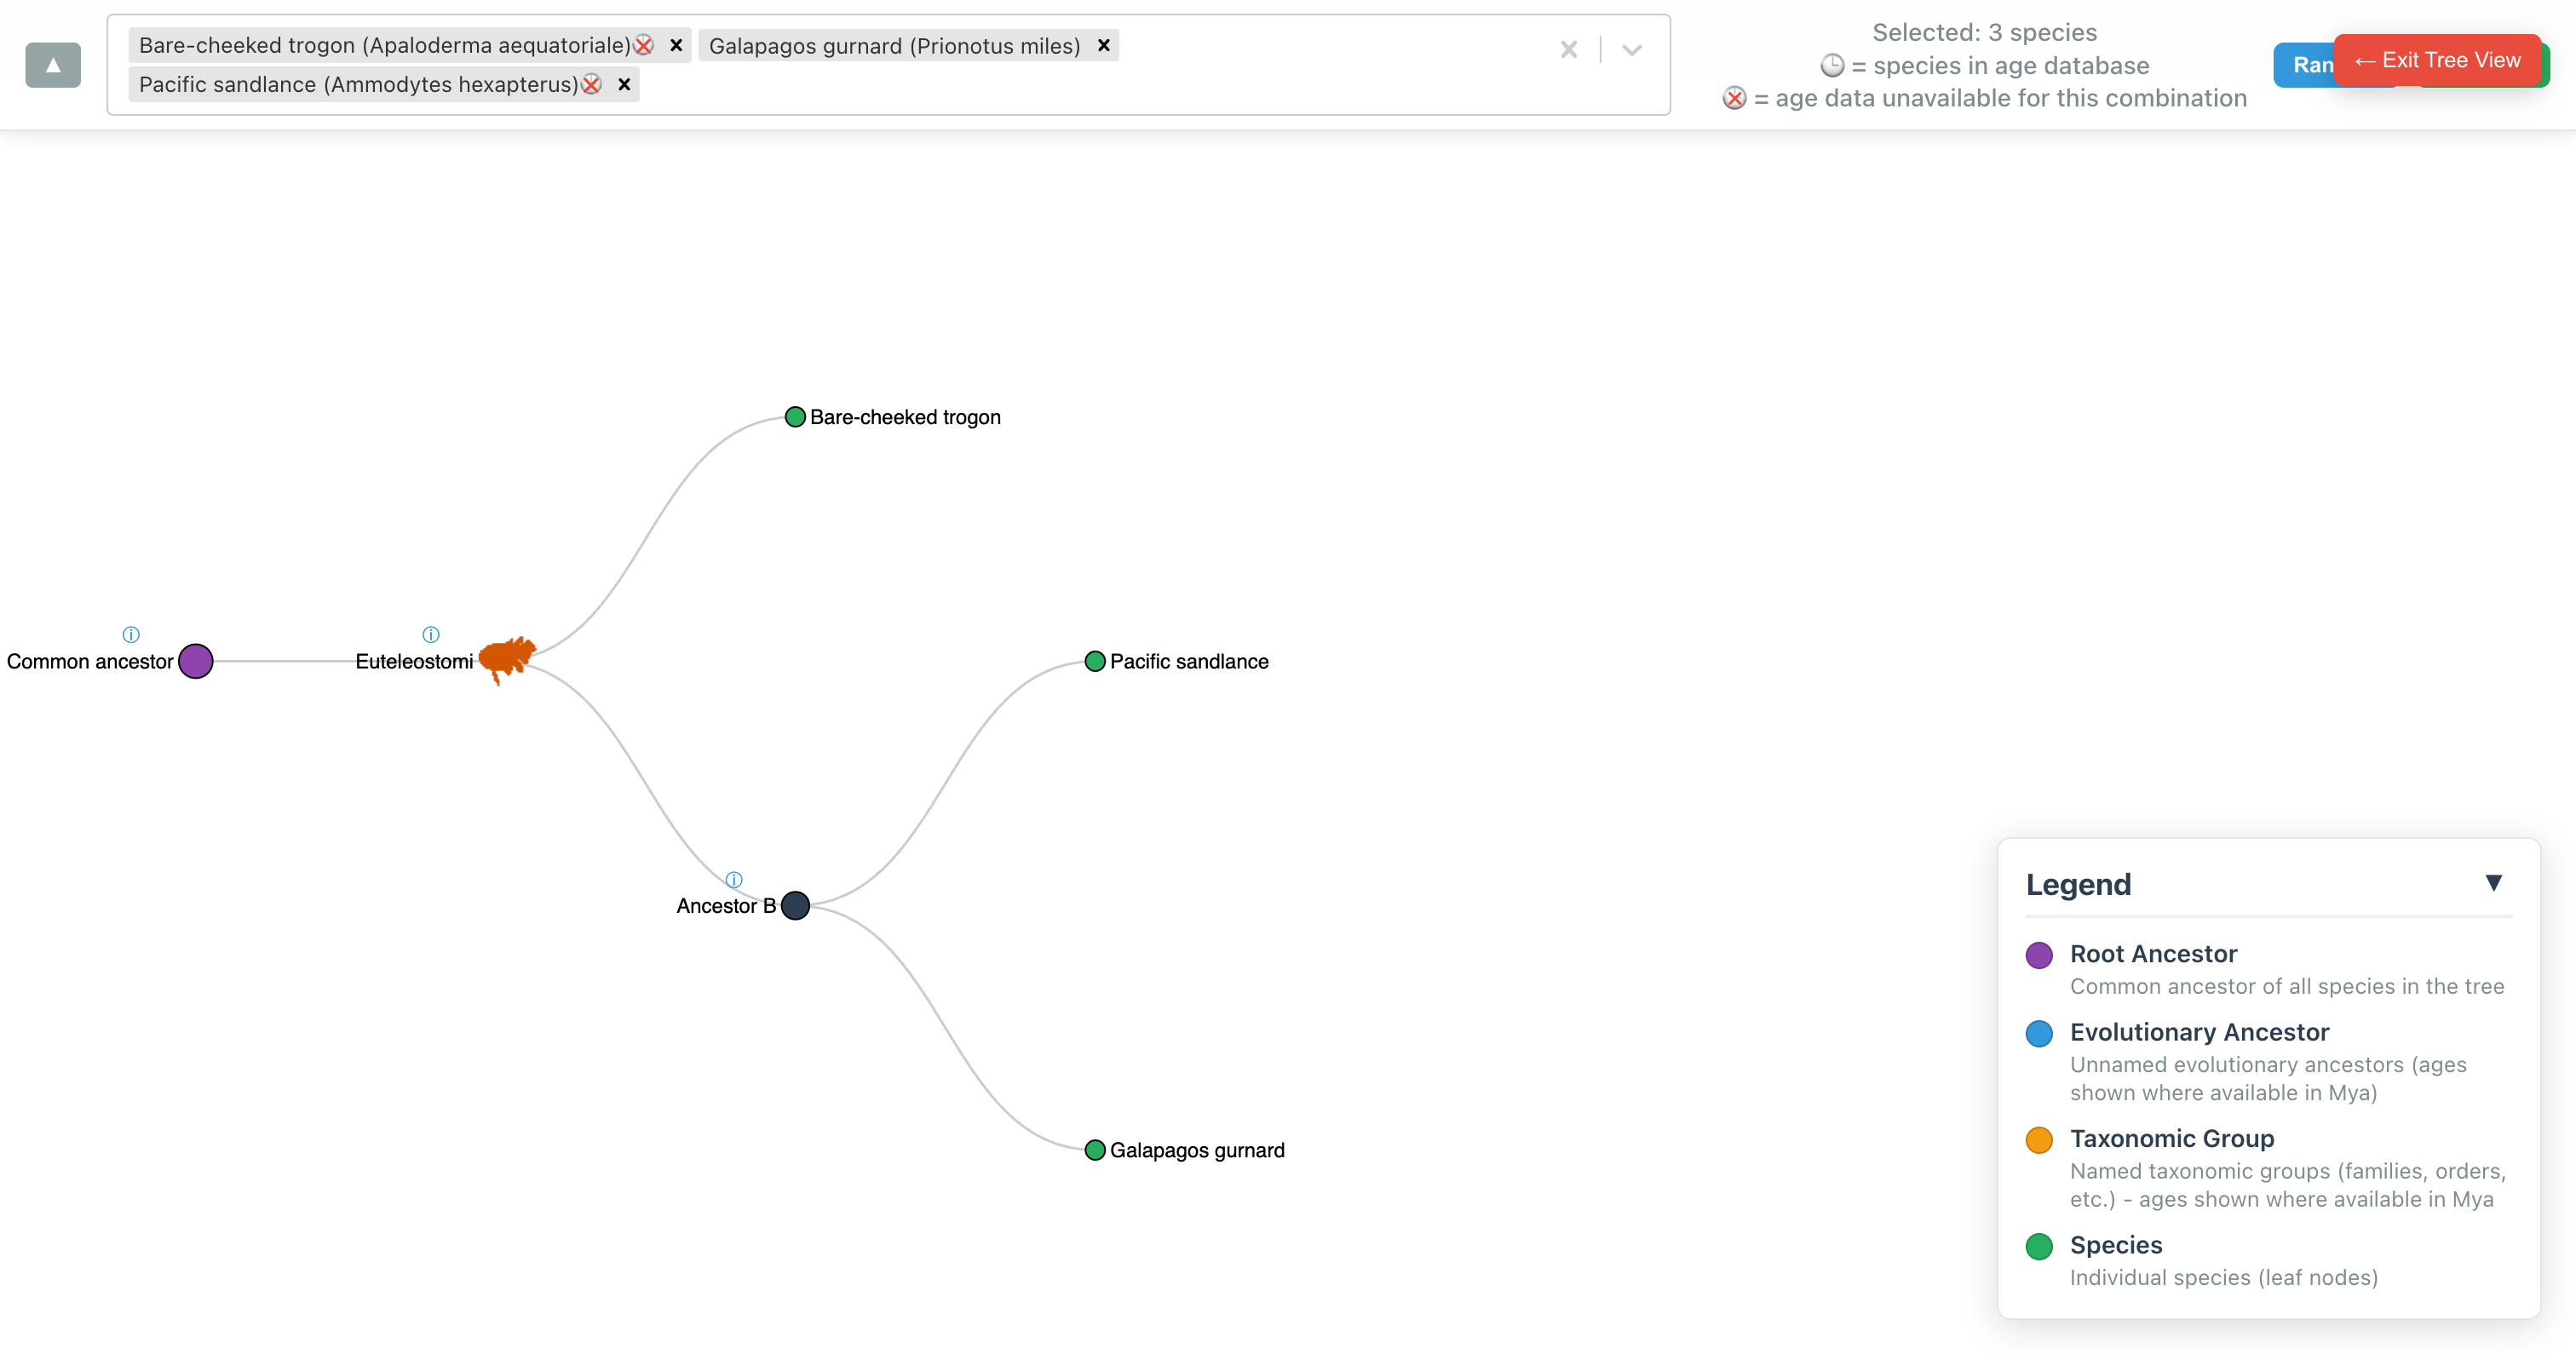 ▲
Bare-cheeked trogon (Apaloderma aequatoriale) ×
Galapagos gurnard (Prionotus miles) ×
Pacific sandlance (Ammodytes hexapterus) ×
Selected: 3 species
= species in age database
= age data unavailable for this combination
Ran
← Exit Tree View
Bare-cheeked trogon
ⓘ
Common ancestor
ⓘ
Euteleostomi
Pacific sandlance
ⓘ
Ancestor B
Galapagos gurnard
Legend ▼
Root Ancestor
Common ancestor of all species in the tree
Evolutionary Ancestor
Unnamed evolutionary ancestors (ages
shown where available in Mya)
Taxonomic Group
Named taxonomic groups (families, orders,
etc.) - ages shown where available in Mya
Species
Individual species (leaf nodes)